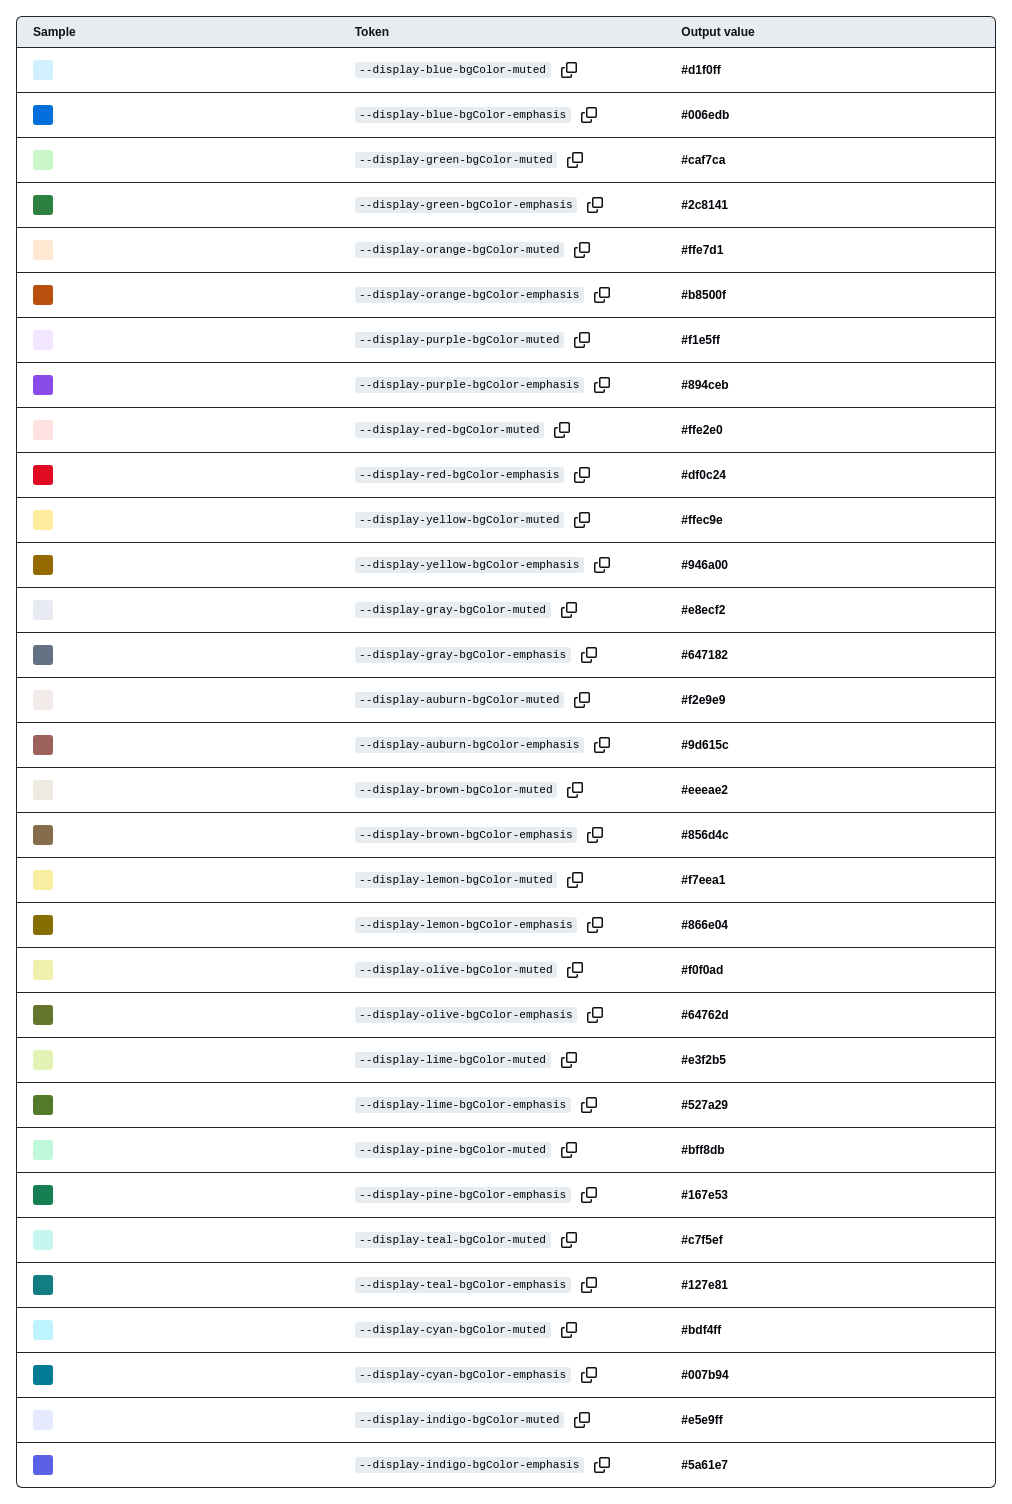 Sample Token Output value
--display-blue-bgColor-muted #d1f0ff
--display-blue-bgColor-emphasis #006edb
--display-green-bgColor-muted #caf7ca
--display-green-bgColor-emphasis #2c8141
--display-orange-bgColor-muted #ffe7d1
--display-orange-bgColor-emphasis #b8500f
--display-purple-bgColor-muted #f1e5ff
--display-purple-bgColor-emphasis #894ceb
--display-red-bgColor-muted #ffe2e0
--display-red-bgColor-emphasis #df0c24
--display-yellow-bgColor-muted #ffec9e
--display-yellow-bgColor-emphasis #946a00
--display-gray-bgColor-muted #e8ecf2
--display-gray-bgColor-emphasis #647182
--display-auburn-bgColor-muted #f2e9e9
--display-auburn-bgColor-emphasis #9d615c
--display-brown-bgColor-muted #eeeae2
--display-brown-bgColor-emphasis #856d4c
--display-lemon-bgColor-muted #f7eea1
--display-lemon-bgColor-emphasis #866e04
--display-olive-bgColor-muted #f0f0ad
--display-olive-bgColor-emphasis #64762d
--display-lime-bgColor-muted #e3f2b5
--display-lime-bgColor-emphasis #527a29
--display-pine-bgColor-muted #bff8db
--display-pine-bgColor-emphasis #167e53
--display-teal-bgColor-muted #c7f5ef
--display-teal-bgColor-emphasis #127e81
--display-cyan-bgColor-muted #bdf4ff
--display-cyan-bgColor-emphasis #007b94
--display-indigo-bgColor-muted #e5e9ff
--display-indigo-bgColor-emphasis #5a61e7